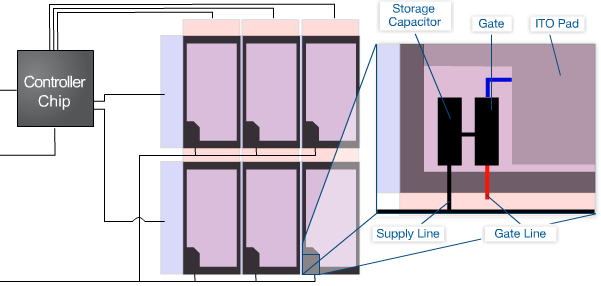 Storage
Capacitor
Gate
ITO Pad
Controller
Chip
Supply Line
Gate Line